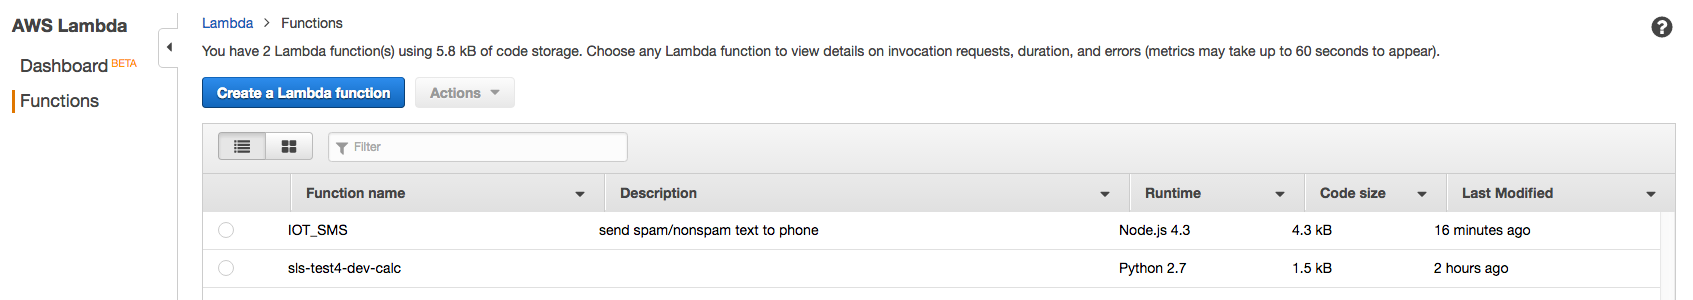 AWS Lambda
Dashboard BETA
Functions
Lambda > Functions
You have 2 Lambda function(s) using 5.8 kB of code storage. Choose any Lambda function to view details on invocation requests, duration, and errors (metrics may take up to 60 seconds to appear).
Create a Lambda function Actions
Filter
Function name Description Runtime Code size Last Modified
IOT_SMS send spam/nonspam text to phone Node.js 4.3 4.3 kB 16 minutes ago
sls-test4-dev-calc Python 2.7 1.5 kB 2 hours ago